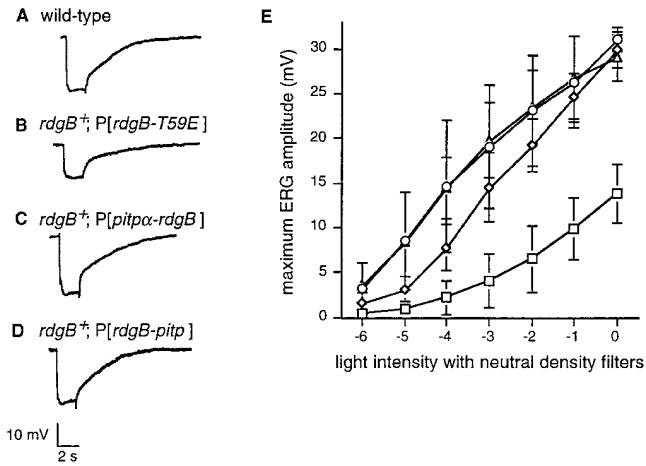 A wild-type
B rdgB⁺; P[rdgB-T59E]
C rdgB⁺; P[pitpα-rdgB]
D rdgB⁺; P[rdgB-pitp]
10 mV
2 s
E
maximum ERG amplitude (mV)
30
25
20
15
10
5
0
-6 -5 -4 -3 -2 -1 0
light intensity with neutral density filters